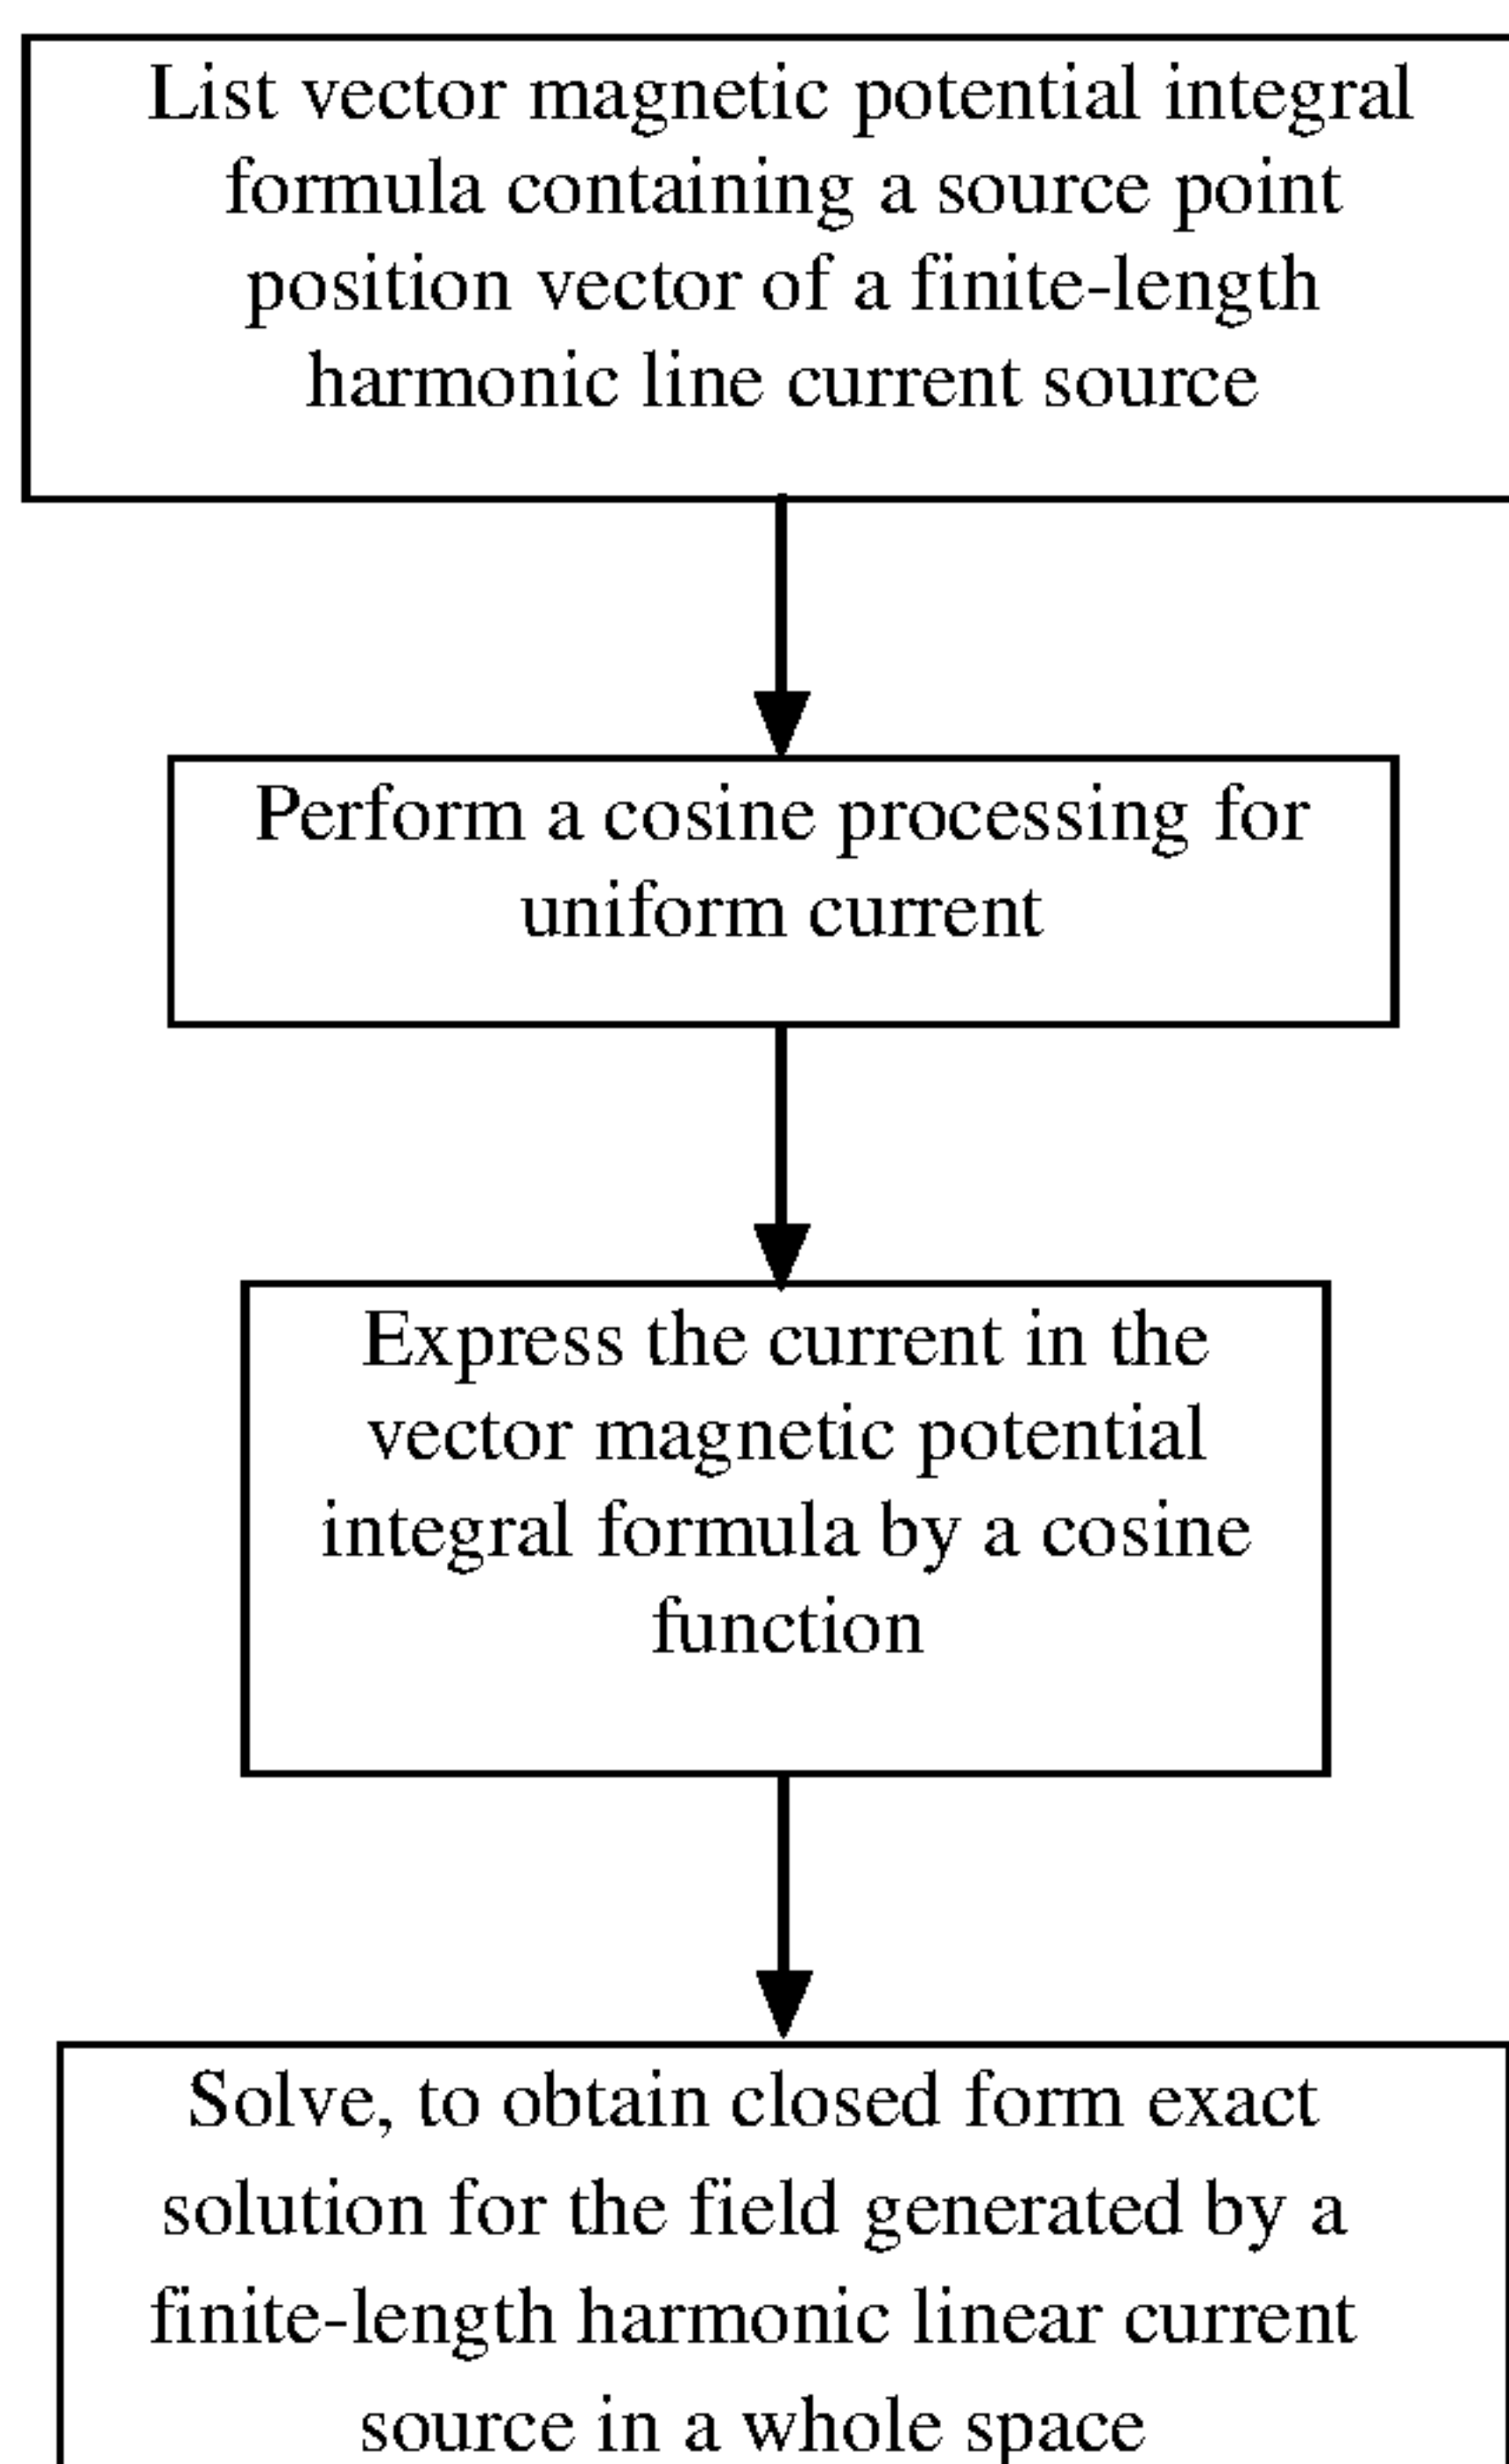 List vector magnetic potential integral
formula containing a source point
position vector of a finite-length
harmonic line current source
Perform a cosine processing for
uniform current
Express the current in the
vector magnetic potential
integral formula by a cosine
function
Solve, to obtain closed form exact
solution for the field generated by a
finite-length harmonic linear current
source in a whole space